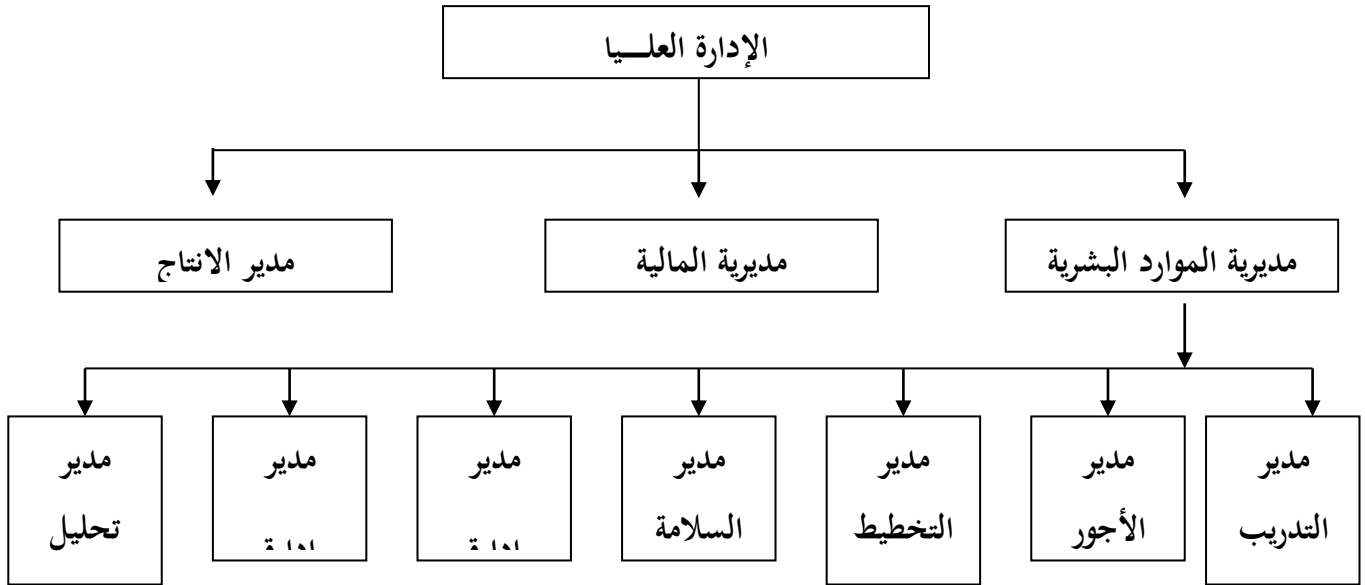 الإدارة العلـــيا
مديرية الموارد البشرية
مديرية المالية
مدير الانتاج
مدير
التدريب
مدير
الأجور
مدير
التخطيط
مدير
السلامة
مدير
مدير
مدير
تحليل